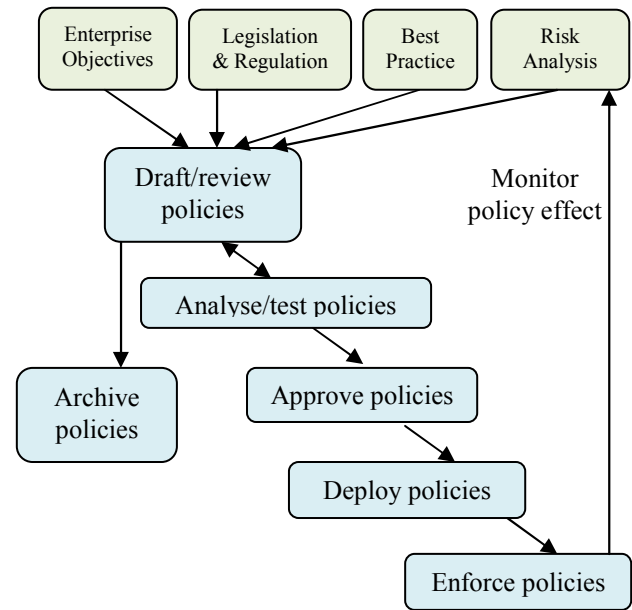 Enterprise
Objectives
Legislation
& Regulation
Best
Practice
Risk
Analysis
Draft/review
policies
Monitor
policy effect
Analyse/test policies
Archive
policies
Approve policies
Deploy policies
Enforce policies